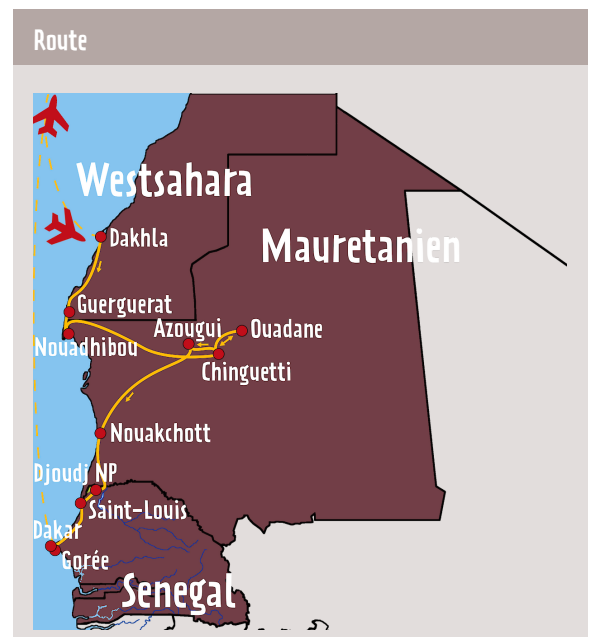 Route
Westsahara
Dakhla
Mauretanien
Guerguerat
Azougui
Ouadane
Nouadhibou
Chinguetti
Nouakchott
Djoudj NP
Saint-Louis
Dakar
Gorée
Senegal